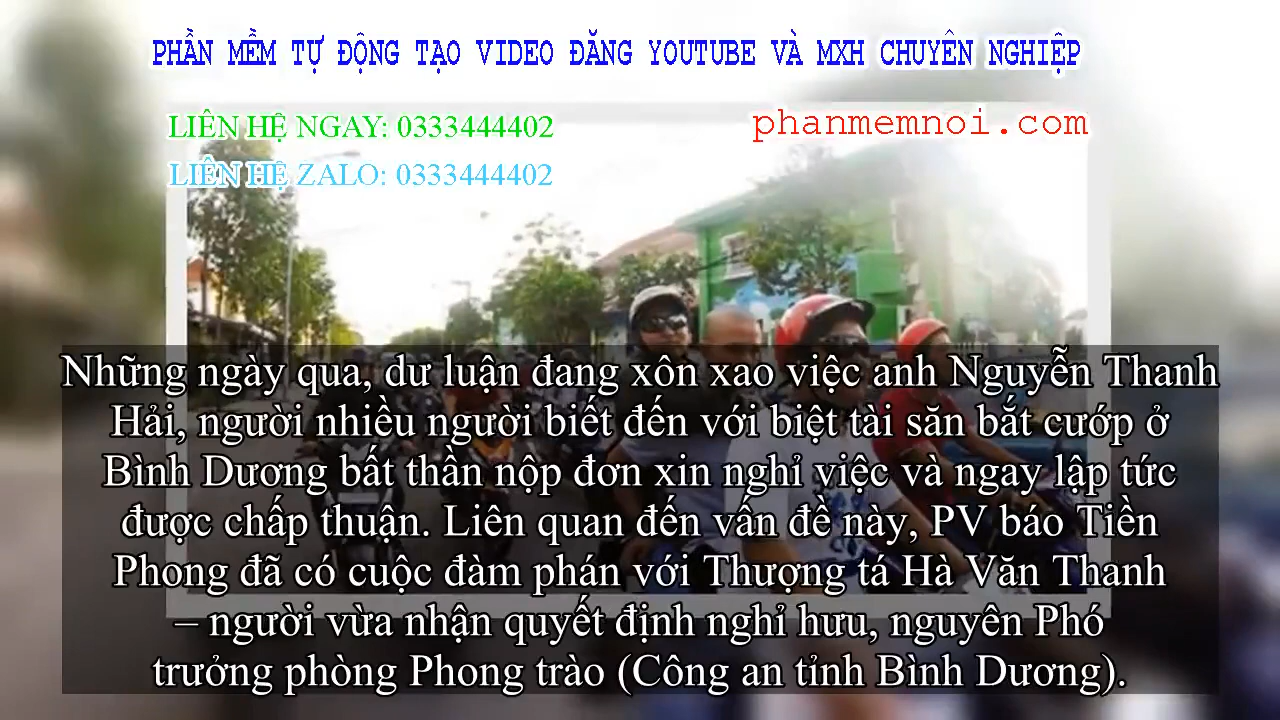 PHẦN MỀM TỰ ĐỘNG TẠO VIDEO ĐĂNG YOUTUBE VÀ MXH CHUYÊN NGHIỆP
LIÊN HỆ NGAY: 0333444402
phanmemnoi.com
LIÊN HỆ ZALO: 0333444402
Những ngày qua, dư luận đang xôn xao việc anh Nguyễn Thanh
Hải, người nhiều người biết đến với biệt tài săn bắt cướp ở
Bình Dương bất thần nộp đơn xin nghỉ việc và ngay lập tức
được chấp thuận. Liên quan đến vấn đề này, PV báo Tiền
Phong đã có cuộc đàm phán với Thượng tá Hà Văn Thanh
– người vừa nhận quyết định nghỉ hưu, nguyên Phó
trưởng phòng Phong trào (Công an tỉnh Bình Dương).